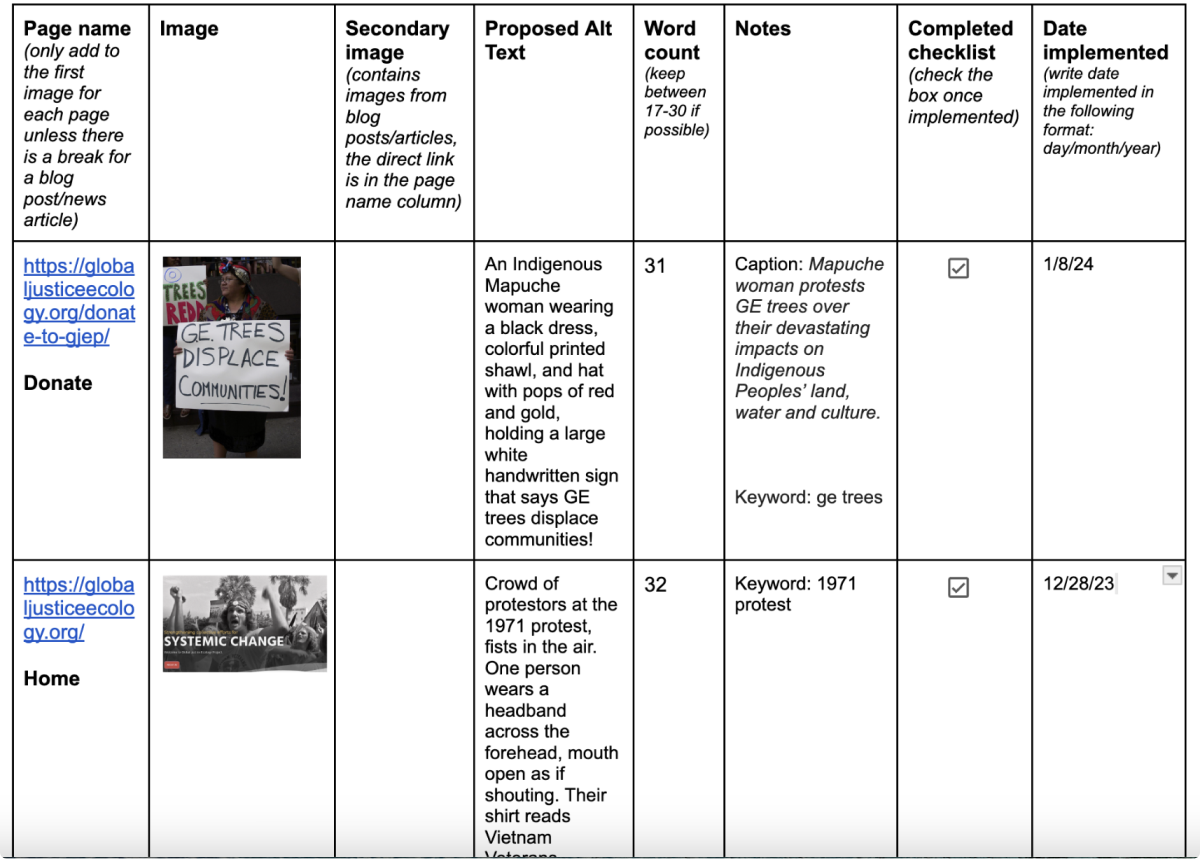 Page name
(only add to
the first
image for
each page
unless there
is a break for
a blog
post/news
article)
Image
Secondary
image
(contains
images from
blog
posts/articles,
the direct link
is in the page
name column)
Proposed Alt
Text
Word
count
(keep
between
17-30 if
possible)
Notes
Completed
checklist
(check the
box once
implemented)
Date
implemented
(write date
implemented in
the following
format:
day/month/year)
https://globa
ljusticeecolo
gy.org/donat
e-to-gjep/
Donate
TREES
REDD
GE. TREES
DISPLACE
COMMUNITIES!
An Indigenous
Mapuche
woman wearing
a black dress,
colorful printed
shawl, and hat
with pops of red
and gold,
holding a large
white
handwritten sign
that says GE
trees displace
communities!
31
Caption: Mapuche
woman protests
GE trees over
their devastating
impacts on
Indigenous
Peoples’ land,
water and culture.
Keyword: ge trees
1/8/24
https://globa
ljusticeecolo
gy.org/
Home
SYSTEMIC CHANGE
Crowd of
protestors at the
1971 protest,
fists in the air.
One person
wears a
headband
across the
forehead, mouth
open as if
shouting. Their
shirt reads
Vietnam
Veterans
32
Keyword: 1971
protest
12/28/23